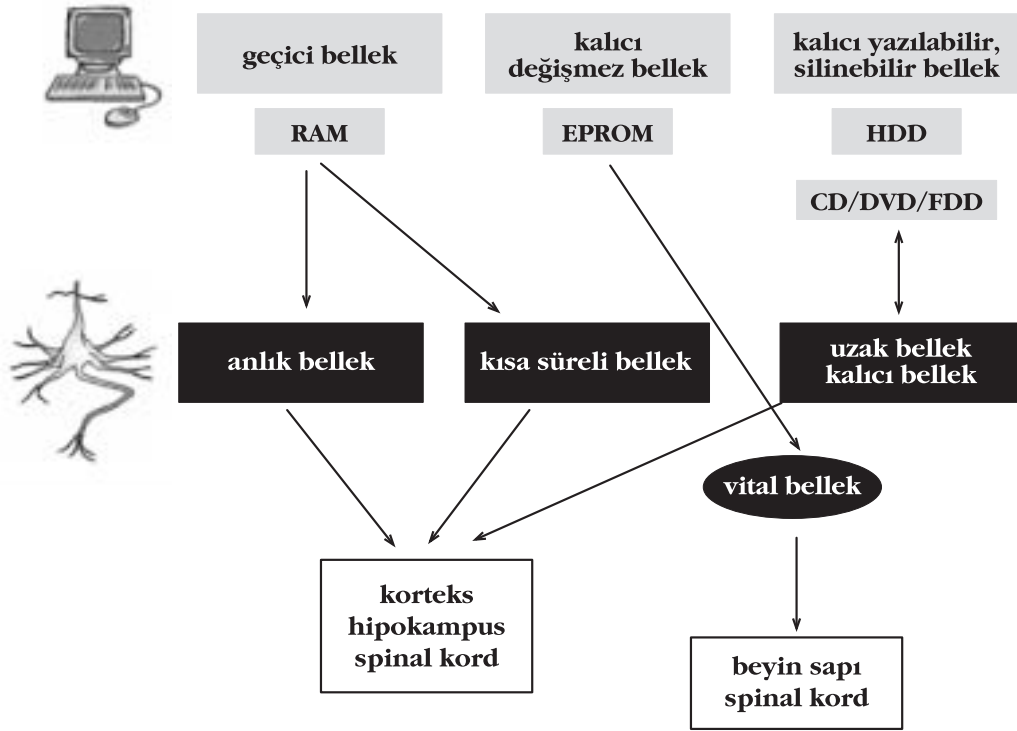 geçici bellek
kalıcı
değişmez bellek
kalıcı yazılabilir,
silinebilir bellek
RAM
EPROM
HDD
CD/DVD/FDD
anlık bellek
kısa süreli bellek
uzak bellek
kalıcı bellek
vital bellek
korteks
hipokampus
spinal kord
beyin sapı
spinal kord